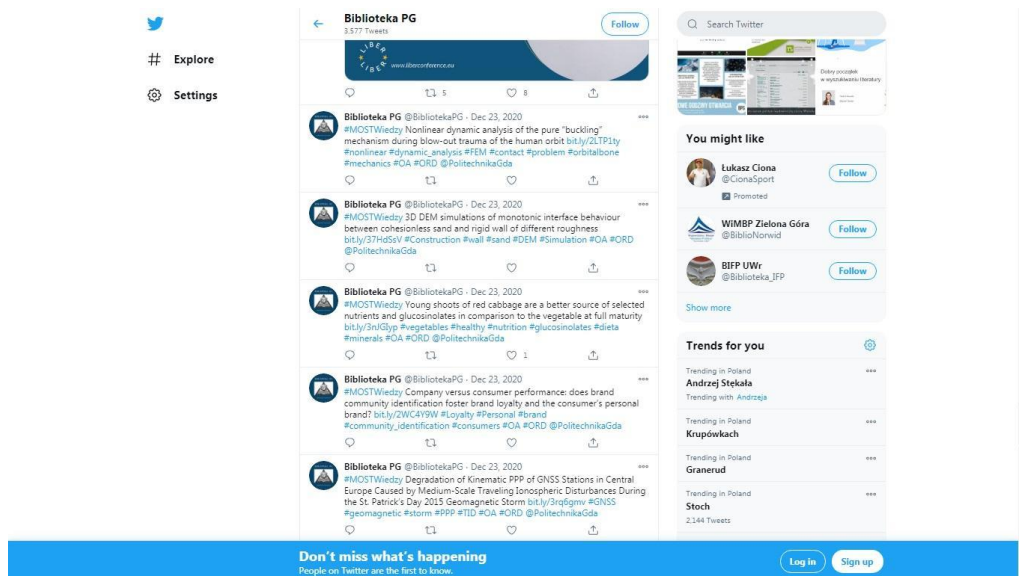 Explore
Settings
Biblioteka PG
3,577 Tweets
Follow
LIBER LIBER
www.liberconference.eu
5
8
Biblioteka PG @BibliotekaPG · Dec 23, 2020
#MOSTWiedzy Nonlinear dynamic analysis of the pure "buckling"
mechanism during blow-out trauma of the human orbit bit.ly/2LTP1ty
#nonlinear #dynamic_analysis #FEM #contact #problem #orbitalbone
#mechanics #OA #ORD @PolitechnikaGda
Biblioteka PG @BibliotekaPG · Dec 23, 2020
#MOSTWiedzy 3D DEM simulations of monotonic interface behaviour
between cohesionless sand and rigid wall of different roughness
bit.ly/37HdSsV #Construction #wall #sand #DEM #Simulation #OA #ORD
@PolitechnikaGda
Biblioteka PG @BibliotekaPG · Dec 23, 2020
#MOSTWiedzy Young shoots of red cabbage are a better source of selected
nutrients and glucosinolates in comparison to the vegetable at full maturity
bit.ly/3nJGIyp #vegetables #healthy #nutrition #glucosinolates #dieta
#minerals #OA #ORD @PolitechnikaGda
1
Biblioteka PG @BibliotekaPG · Dec 23, 2020
#MOSTWiedzy Company versus consumer performance: does brand
community identification foster brand loyalty and the consumer's personal
brand? bit.ly/2WC4Y9W #Loyalty #Personal #brand
#community_identification #consumers #OA #ORD @PolitechnikaGda
Biblioteka PG @BibliotekaPG · Dec 23, 2020
#MOSTWiedzy Degradation of Kinematic PPP of GNSS Stations in Central
Europe Caused by Medium-Scale Traveling Ionospheric Disturbances During
the St. Patrick's Day 2015 Geomagnetic Storm bit.ly/3rq6gmv #GNSS
#geomagnetic #storm #PPP #TID #OA #ORD @PolitechnikaGda
Search Twitter
Dobry początek
w wyszukiwaniu literatury
You might like
Łukasz Ciona
@CionaSport
Promoted
Follow
WiMBP Zielona Góra
@BiblioNorwid
Follow
BIFP UWr
@Biblioteka_IFP
Follow
Show more
Trends for you
Trending in Poland
Andrzej Stękała
Trending with Andrzeja
Trending in Poland
Krupówkach
Trending in Poland
Granerud
Trending in Poland
Stoch
2,144 Tweets
Don't miss what's happening
People on Twitter are the first to know.
Log in
Sign up